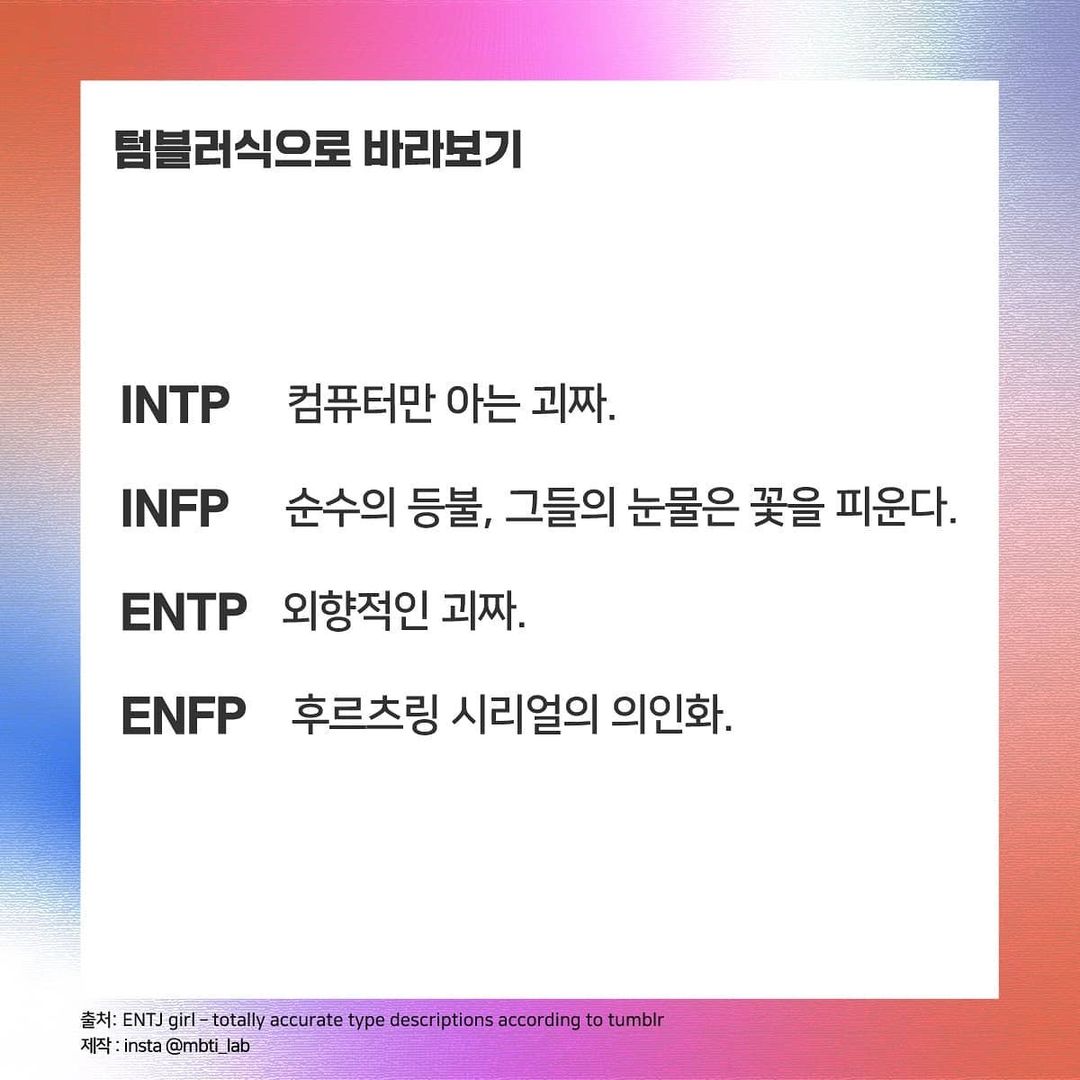 텀블러식으로 바라보기
INTP 컴퓨터만 아는 괴짜.
INFP 순수의 등불, 그들의 눈물은 꽃을 피운다.
ENTP 외향적인 괴짜.
ENFP 후르츠링 시리얼의 의인화.
출처: ENTJ girl - totally accurate type descriptions according to tumblr
제작 : insta @mbti_lab